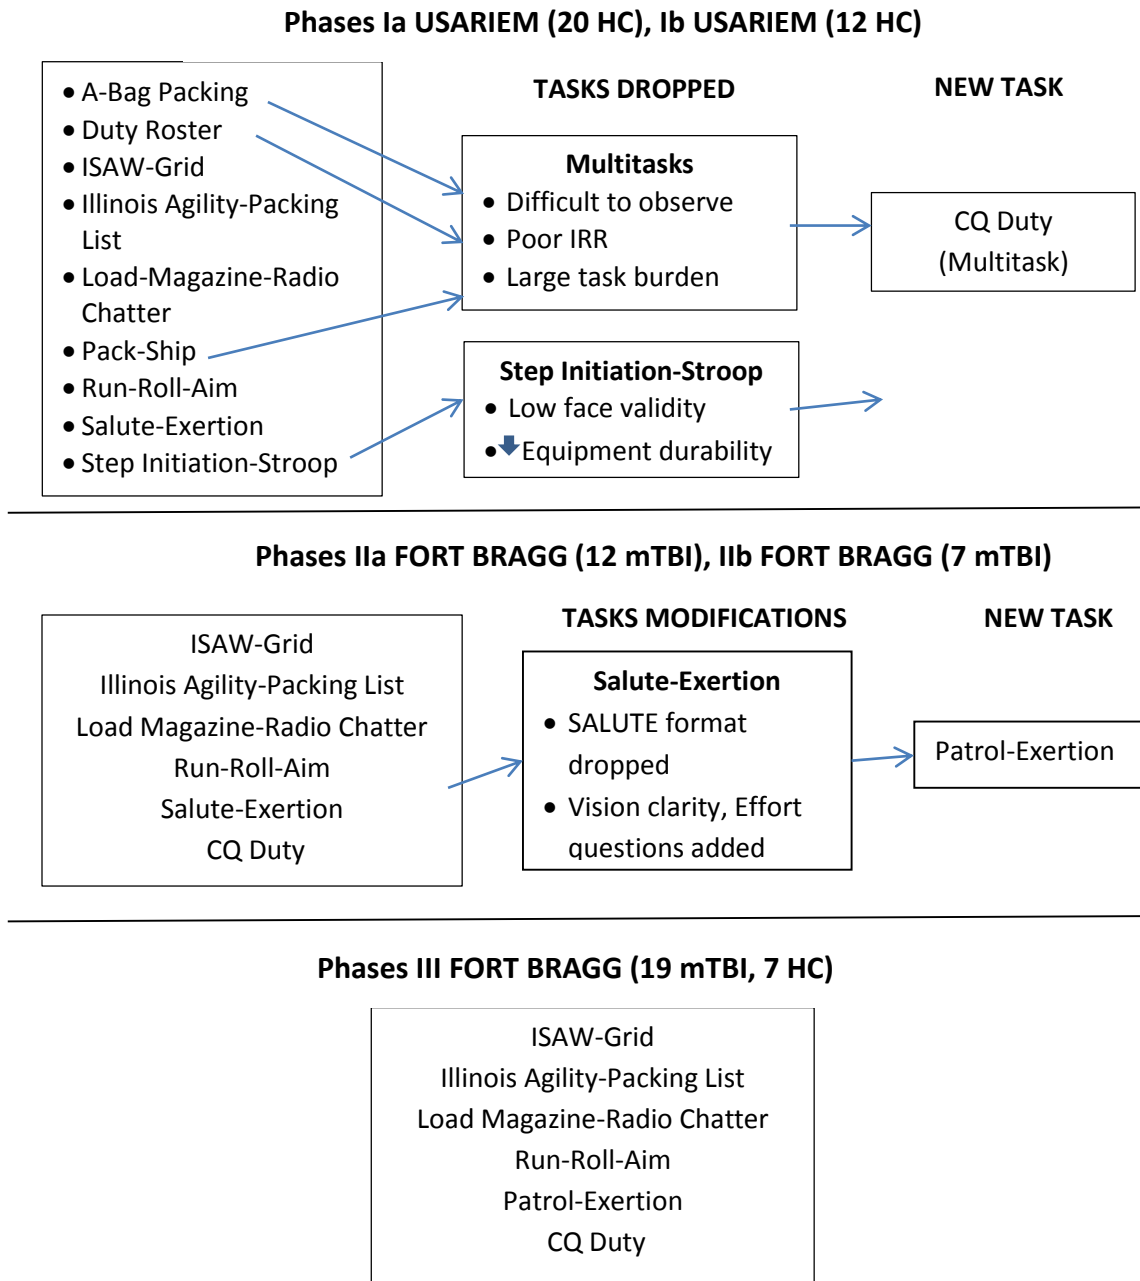 Phases Ia USARIEM (20 HC), Ib USARIEM (12 HC)
• A-Bag Packing
• Duty Roster
• ISAW-Grid
• Illinois Agility-Packing
List
• Load-Magazine-Radio
Chatter
• Pack-Ship
• Run-Roll-Aim
• Salute-Exertion
• Step Initiation-Stroop
TASKS DROPPED
Multitasks
• Difficult to observe
• Poor IRR
• Large task burden
Step Initiation-Stroop
• Low face validity
• Equipment durability
NEW TASK
CQ Duty
(Multitask)
Phases IIa FORT BRAGG (12 mTBI), IIb FORT BRAGG (7 mTBI)
ISAW-Grid
Illinois Agility-Packing List
Load Magazine-Radio Chatter
Run-Roll-Aim
Salute-Exertion
CQ Duty
TASKS MODIFICATIONS
Salute-Exertion
• SALUTE format
dropped
• Vision clarity, Effort
questions added
NEW TASK
Patrol-Exertion
Phases III FORT BRAGG (19 mTBI, 7 HC)
ISAW-Grid
Illinois Agility-Packing List
Load Magazine-Radio Chatter
Run-Roll-Aim
Patrol-Exertion
CQ Duty